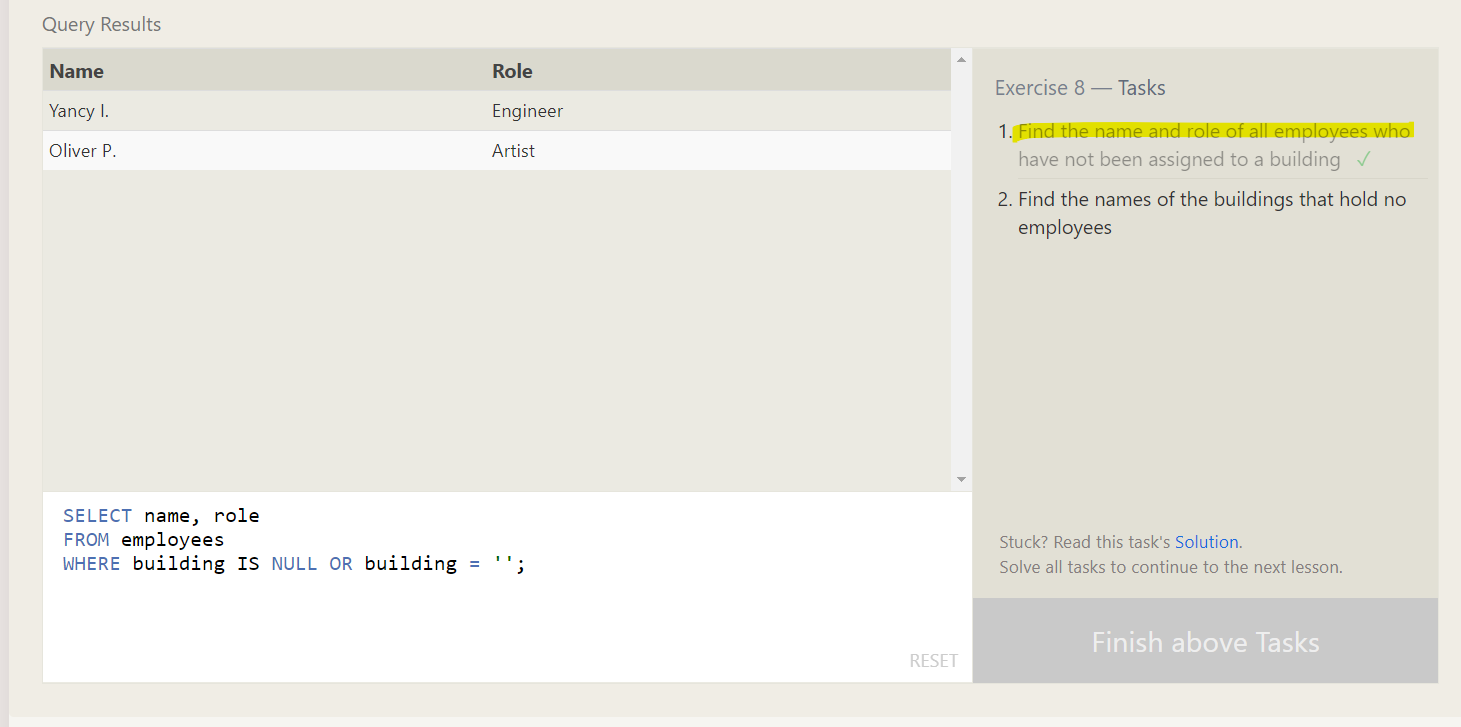 Query Results
Name Role
Yancy I. Engineer
Oliver P. Artist
Exercise 8 — Tasks
1. Find the name and role of all employees who
have not been assigned to a building ✓
2. Find the names of the buildings that hold no
employees
SELECT name, role
FROM employees
WHERE building IS NULL OR building = '';
RESET
Stuck? Read this task's Solution.
Solve all tasks to continue to the next lesson.
Finish above Tasks